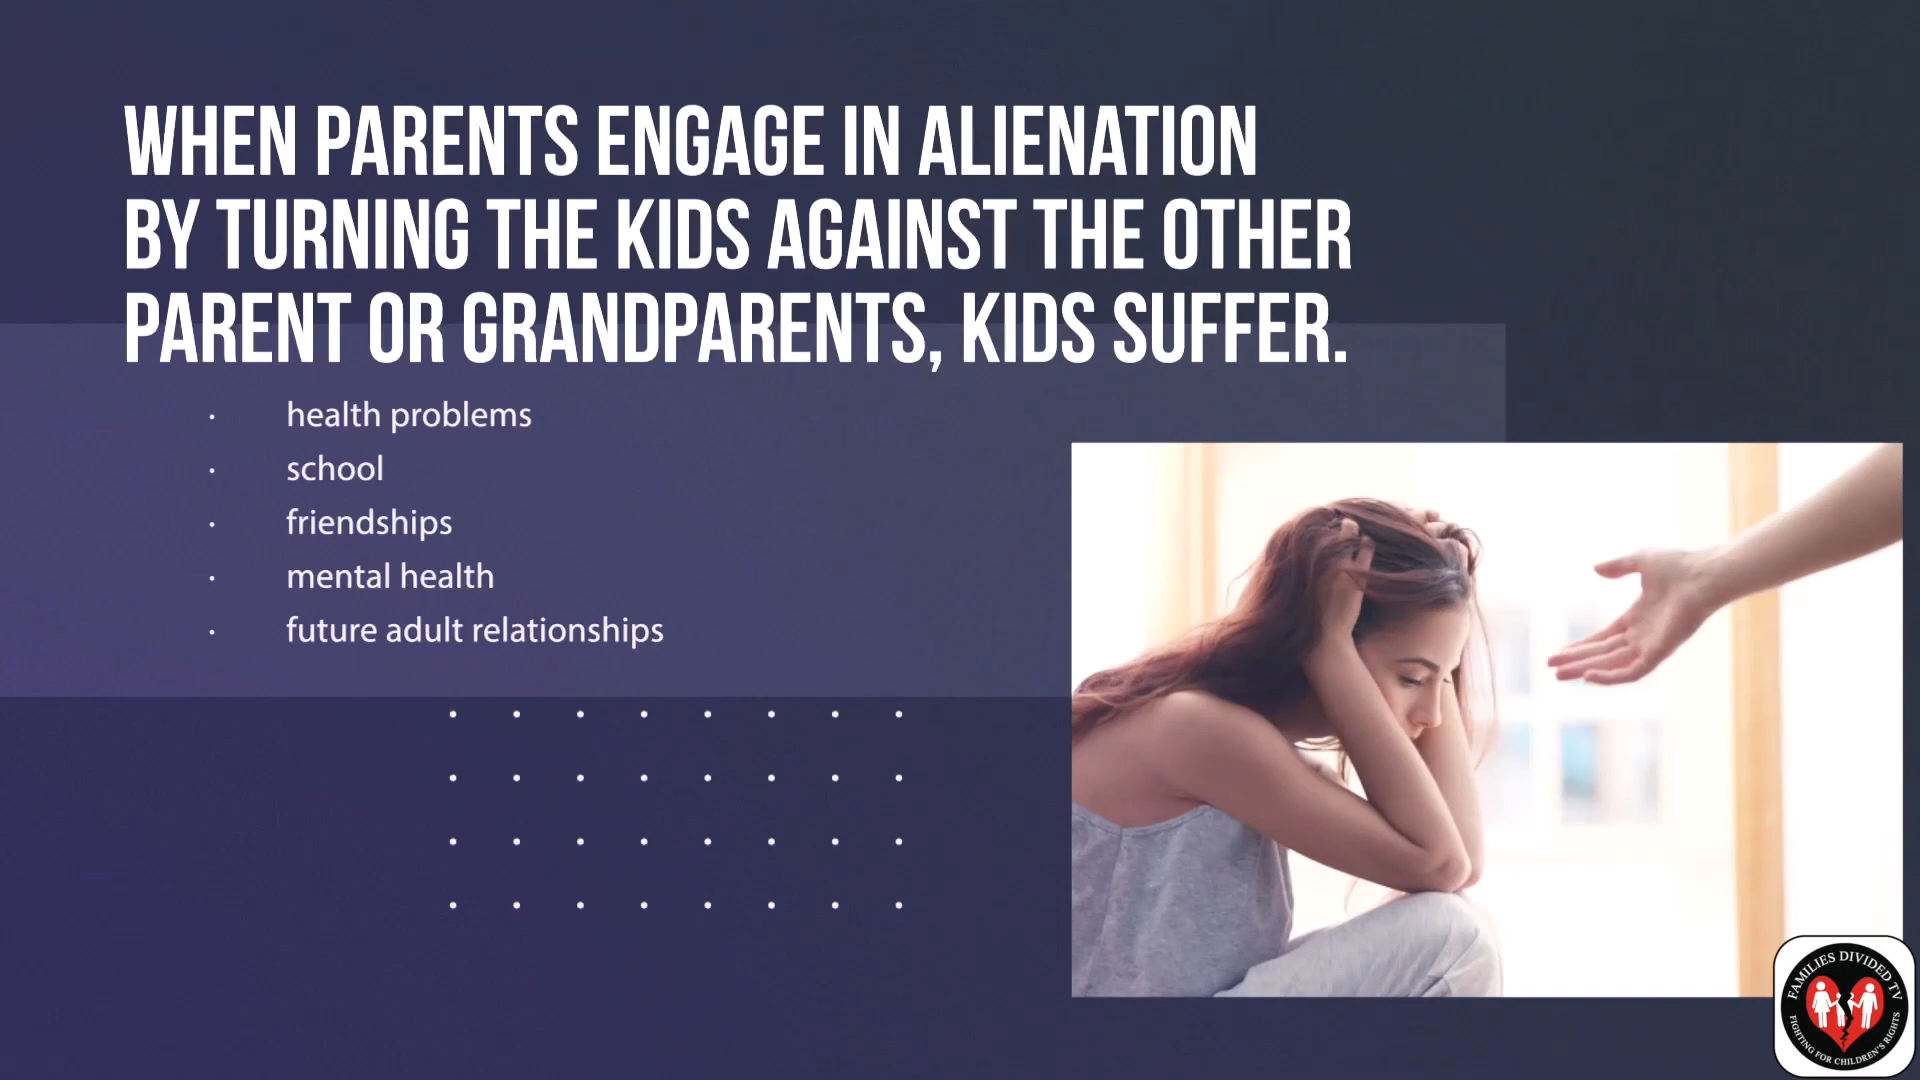 WHEN PARENTS ENGAGE IN ALIENATION
BY TURNING THE KIDS AGAINST THE OTHER
PARENT OR GRANDPARENTS, KIDS SUFFER.
· health problems
· school
· friendships
· mental health
· future adult relationships
FAMILIES DIVIDED TV
FIGHTING FOR CHILDREN'S RIGHTS